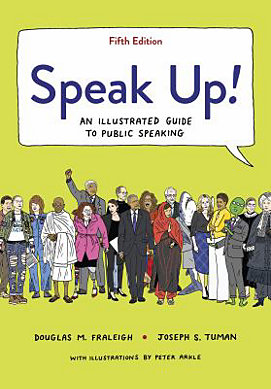 Fifth Edition
Speak Up!
AN ILLUSTRATED GUIDE
TO PUBLIC SPEAKING
DOUGLAS M. FRALEIGH • JOSEPH S. TUMAN
WITH ILLUSTRATIONS BY PETER ARKLE